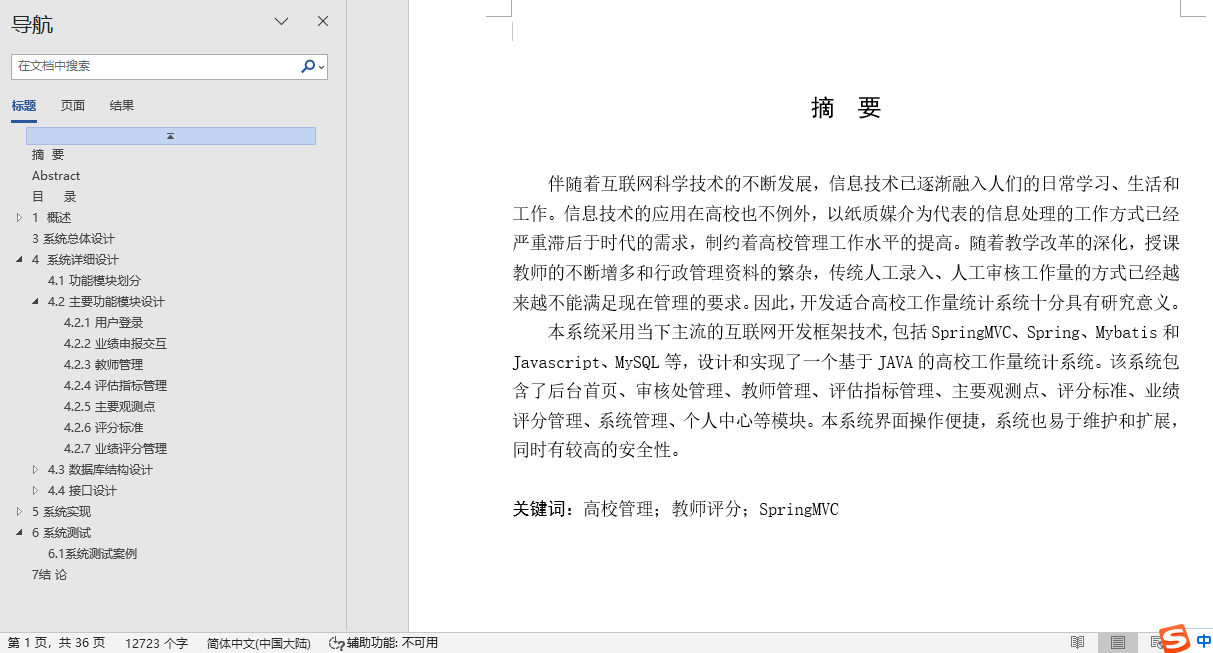 导航
在文档中搜索
标题 页面 结果
摘 要
Abstract
目 录
1 概述
3 系统总体设计
4 系统详细设计
4.1 功能模块划分
4.2 主要功能模块设计
4.2.1 用户登录
4.2.2 业绩申报交互
4.2.3 教师管理
4.2.4 评估指标管理
4.2.5 主要观测点
4.2.6 评分标准
4.2.7 业绩评分管理
4.3 数据库结构设计
4.4 接口设计
5 系统实现
6 系统测试
6.1系统测试案例
7结 论
摘 要
伴随着互联网科学技术的不断发展，信息技术已逐渐融入人们的日常学习、生活和
工作。信息技术的应用在高校也不例外，以纸质媒介为代表的信息处理的工作方式已经
严重滞后于时代的需求，制约着高校管理工作水平的提高。随着教学改革的深化，授课
教师的不断增多和行政管理资料的繁杂，传统人工录入、人工审核工作量的方式已经越
来越不能满足现在管理的要求。因此，开发适合高校工作量统计系统十分具有研究意义。
本系统采用当下主流的互联网开发框架技术,包括 SpringMVC、Spring、Mybatis 和
Javascript、MySQL 等，设计和实现了一个基于 JAVA 的高校工作量统计系统。该系统包
含了后台首页、审核处管理、教师管理、评估指标管理、主要观测点、评分标准、业绩
评分管理、系统管理、个人中心等模块。本系统界面操作便捷，系统也易于维护和扩展，
同时有较高的安全性。
关键词：高校管理；教师评分；SpringMVC
第 1 页，共 36 页 12723 个字 简体中文(中国大陆) 辅助功能: 不可用
中